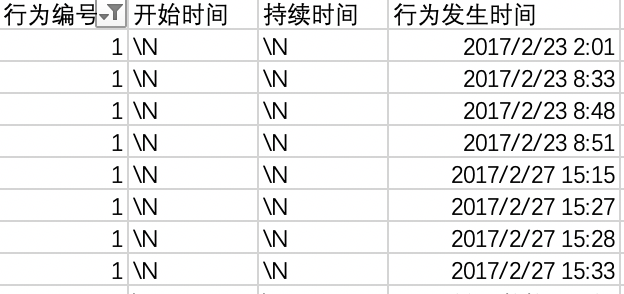 行为编号 开始时间 持续时间 行为发生时间
1 \N \N 2017/2/23 2:01
1 \N \N 2017/2/23 8:33
1 \N \N 2017/2/23 8:48
1 \N \N 2017/2/23 8:51
1 \N \N 2017/2/27 15:15
1 \N \N 2017/2/27 15:27
1 \N \N 2017/2/27 15:28
1 \N \N 2017/2/27 15:33